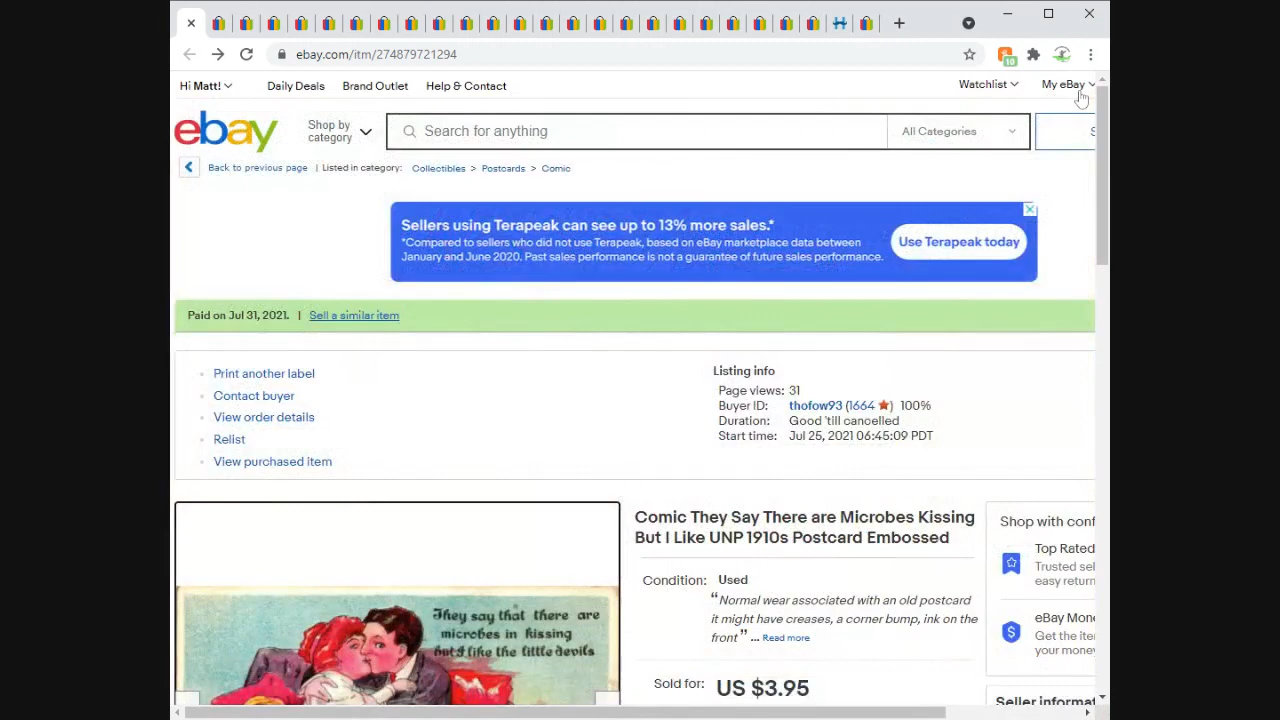 ebay.com/itm/274879721294
10
Hi Matt!
Daily Deals
Brand Outlet
Help & Contact
Watchlist
My eBay
ebay
Shop by
category
Search for anything
All Categories
S
Back to previous page | Listed in category: Collectibles > Postcards > Comic
Sellers using Terapeak can see up to 13% more sales.*
*Compared to sellers who did not use Terapeak, based on eBay marketplace data between
January and June 2020. Past sales performance is not a guarantee of future sales performance.
Use Terapeak today
Paid on Jul 31, 2021. | Sell a similar item
Print another label
Contact buyer
View order details
Relist
View purchased item
Listing info
Page views: 31
Buyer ID: thofow93 (1664 ) 100%
Duration: Good 'till cancelled
Start time: Jul 25, 2021 06:45:09 PDT
They say that there are
microbes in kissing
but I like the little devils
Comic They Say There are Microbes Kissing
But I Like UNP 1910s Postcard Embossed
Condition: Used
“Normal wear associated with an old postcard
it might have creases, a corner bump, ink on the
front” ... Read more
Sold for: US $3.95
Shop with conf
Top Rated
Trusted sel
easy return
eBay Mone
Get the ite
your money
Seller informat